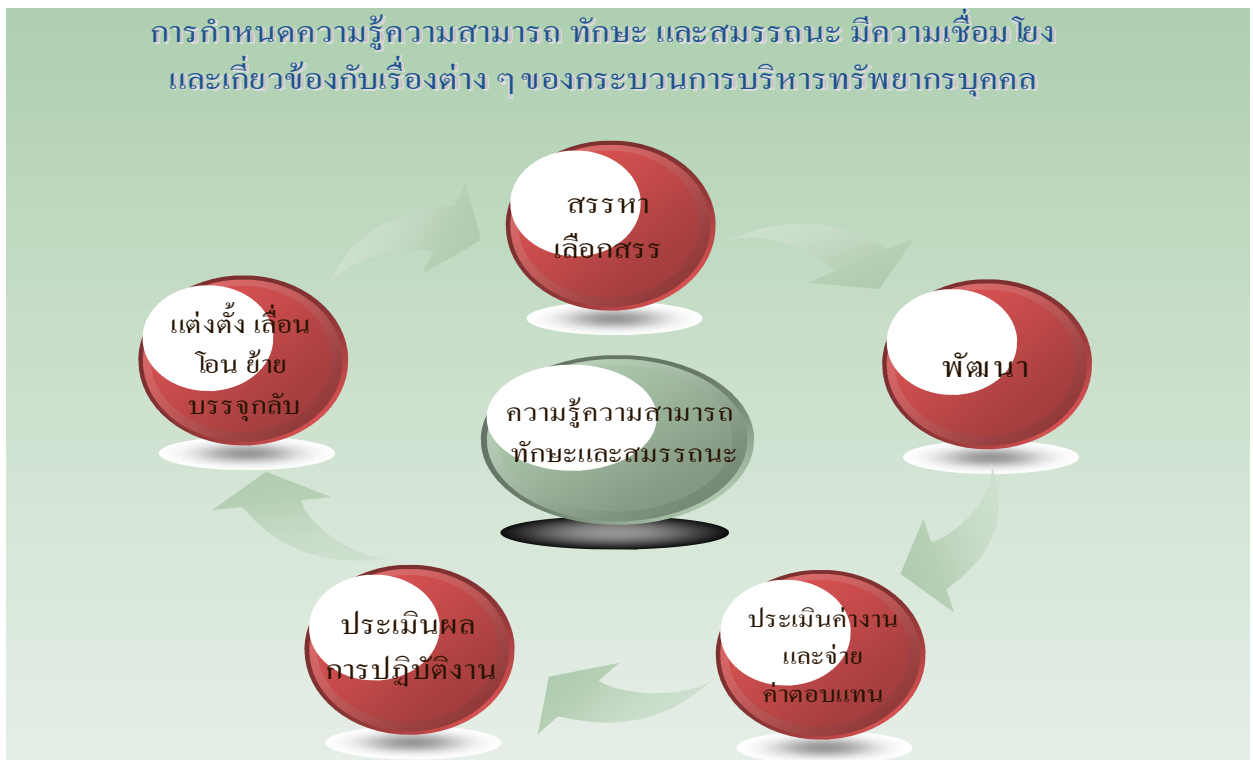 การกำหนดความรู้ความสามารถ ทักษะ และสมรรถนะ มีความเชื่อมโยง
และเกี่ยวข้องกับเรื่องต่าง ๆ ของกระบวนการบริหารทรัพยากรบุคคล
สรรหา
เลือกสรร
แต่งตั้ง เลื่อน
โอน ย้าย
บรรจุกลับ
พัฒนา
ความรู้ความสามารถ
ทักษะและสมรรถนะ
ประเมินผล
การปฏิบัติงาน
ประเมินค่างาน
และจ่าย
ค่าตอบแทน